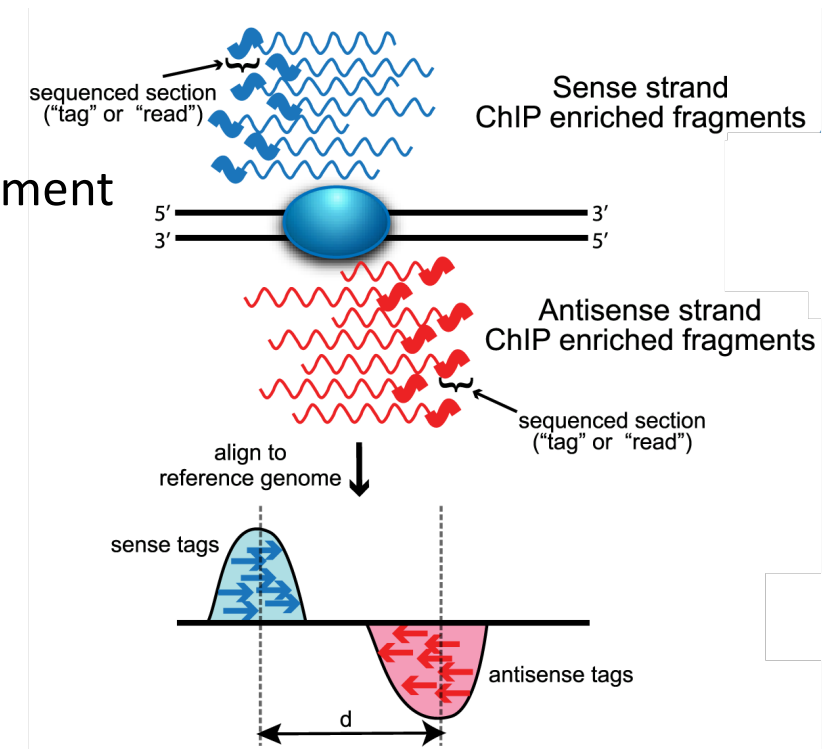 sequenced section
(“tag” or “read”)
Sense strand
ChIP enriched fragments
ment
5′
3′
3′
5′
Antisense strand
ChIP enriched fragments
sequenced section
(“tag” or “read”)
align to
reference genome
sense tags
antisense tags
d